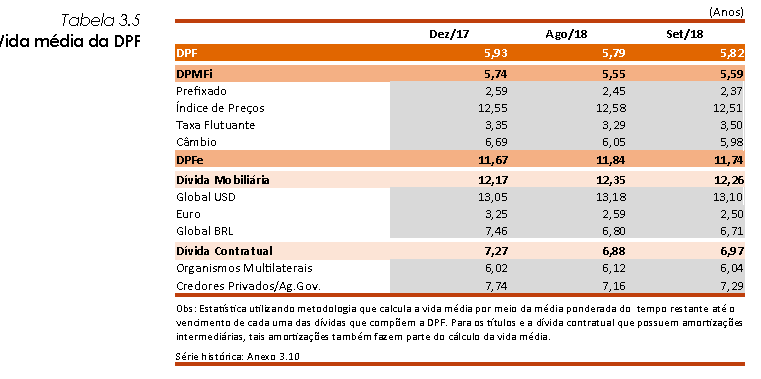 Tabela 3.5
Vida média da DPF
(Anos)
Dez/17 Ago/18 Set/18
DPF 5,93 5,79 5,82
DPMFi 5,74 5,55 5,59
Prefixado 2,59 2,45 2,37
Índice de Preços 12,55 12,58 12,51
Taxa Flutuante 3,35 3,29 3,50
Câmbio 6,69 6,05 5,98
DPFe 11,67 11,84 11,74
Dívida Mobiliária 12,17 12,35 12,26
Global USD 13,05 13,18 13,10
Euro 3,25 2,59 2,50
Global BRL 7,46 6,80 6,71
Dívida Contratual 7,27 6,88 6,97
Organismos Multilaterais 6,02 6,12 6,04
Credores Privados/Ag.Gov. 7,74 7,16 7,29
Obs: Estatística utilizando metodologia que calcula a vida média por meio da média ponderada do tempo restante até o
vencimento de cada uma das dívidas que compõem a DPF. Para os títulos e a dívida contratual que possuem amortizações
intermediárias, tais amortizações também fazem parte do cálculo da vida média.
Série histórica: Anexo 3.10